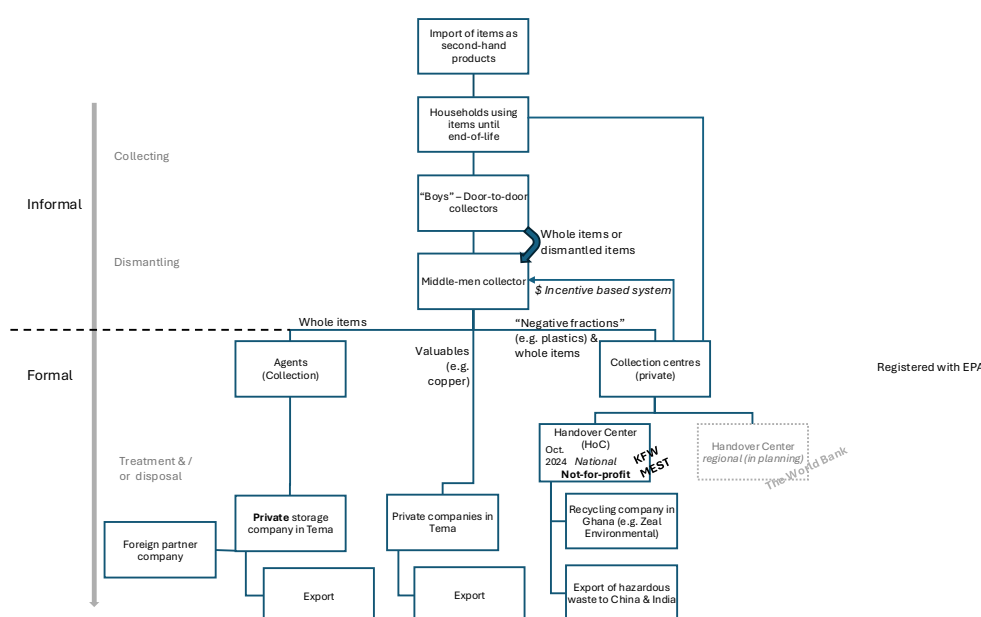 Import of items as
second-hand
products
Households using
items until
end-of-life
Collecting
"Boys" – Door-to-door
collectors
Informal
Whole items or
dismantled items
Dismantling
Middle-men collector
$ Incentive based system
Whole items
"Negative fractions"
(e.g. plastics) &
whole items
Valuables
(e.g.
copper)
Agents
(Collection)
Collection centres
(private)
Formal
Registered with EPA
Handover Center
(HoC)
Oct.
2024
National
Not-for-profit
KFW
MEST
Handover Center
regional (in planning)
The World Bank
Treatment & /
or disposal
Private storage
company in Tema
Private companies in
Tema
Recycling company in
Ghana (e.g. Zeal
Environmental)
Foreign partner
company
Export
Export
Export of hazardous
waste to China & India